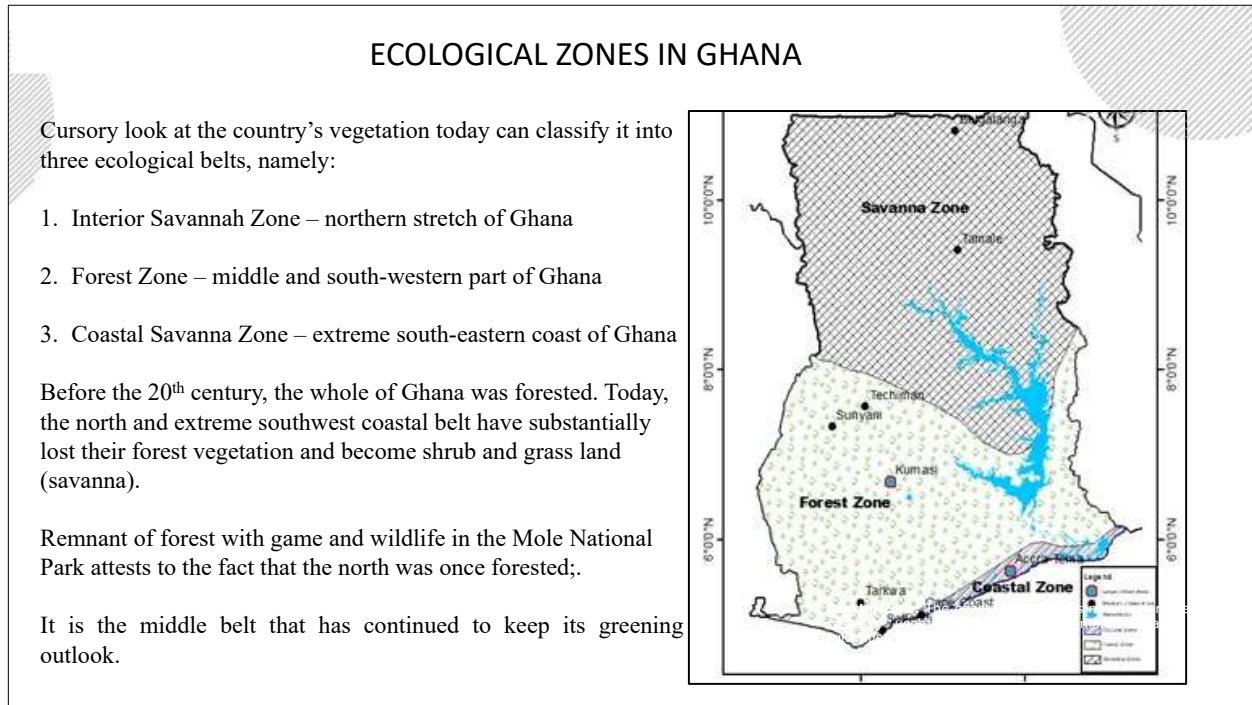 ECOLOGICAL ZONES IN GHANA
Cursory look at the country’s vegetation today can classify it into
three ecological belts, namely:
1. Interior Savannah Zone – northern stretch of Ghana
2. Forest Zone – middle and south-western part of Ghana
3. Coastal Savanna Zone – extreme south-eastern coast of Ghana
Before the 20th century, the whole of Ghana was forested. Today,
the north and extreme southwest coastal belt have substantially
lost their forest vegetation and become shrub and grass land
(savanna).
Remnant of forest with game and wildlife in the Mole National
Park attests to the fact that the north was once forested;.
It is the middle belt that has continued to keep its greening
outlook.
S
10°0'0"N
10°0'0"N
Savanna Zone
Tamale
8°0'0"N
8°0'0"N
Techiman
Sunyani
Kumasi
Forest Zone
6°0'0"N
6°0'0"N
Coastal Zone
Tarkwa
Legend